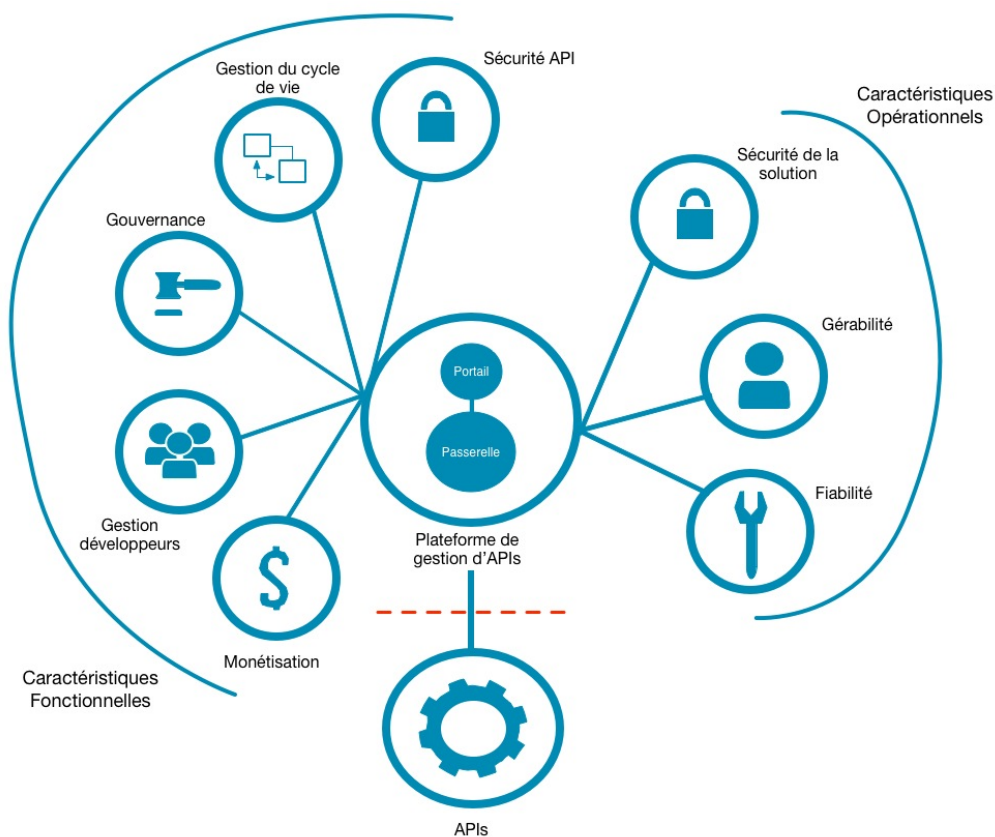 Sécurité API
Gestion du cycle
de vie
Caractéristiques
Opérationnels
Sécurité de la
solution
Gouvernance
Gérabilité
Portail
Passerelle
Fiabilité
Gestion
développeurs
Plateforme de
gestion d'APIs
Monétisation
Caractéristiques
Fonctionnelles
APIs